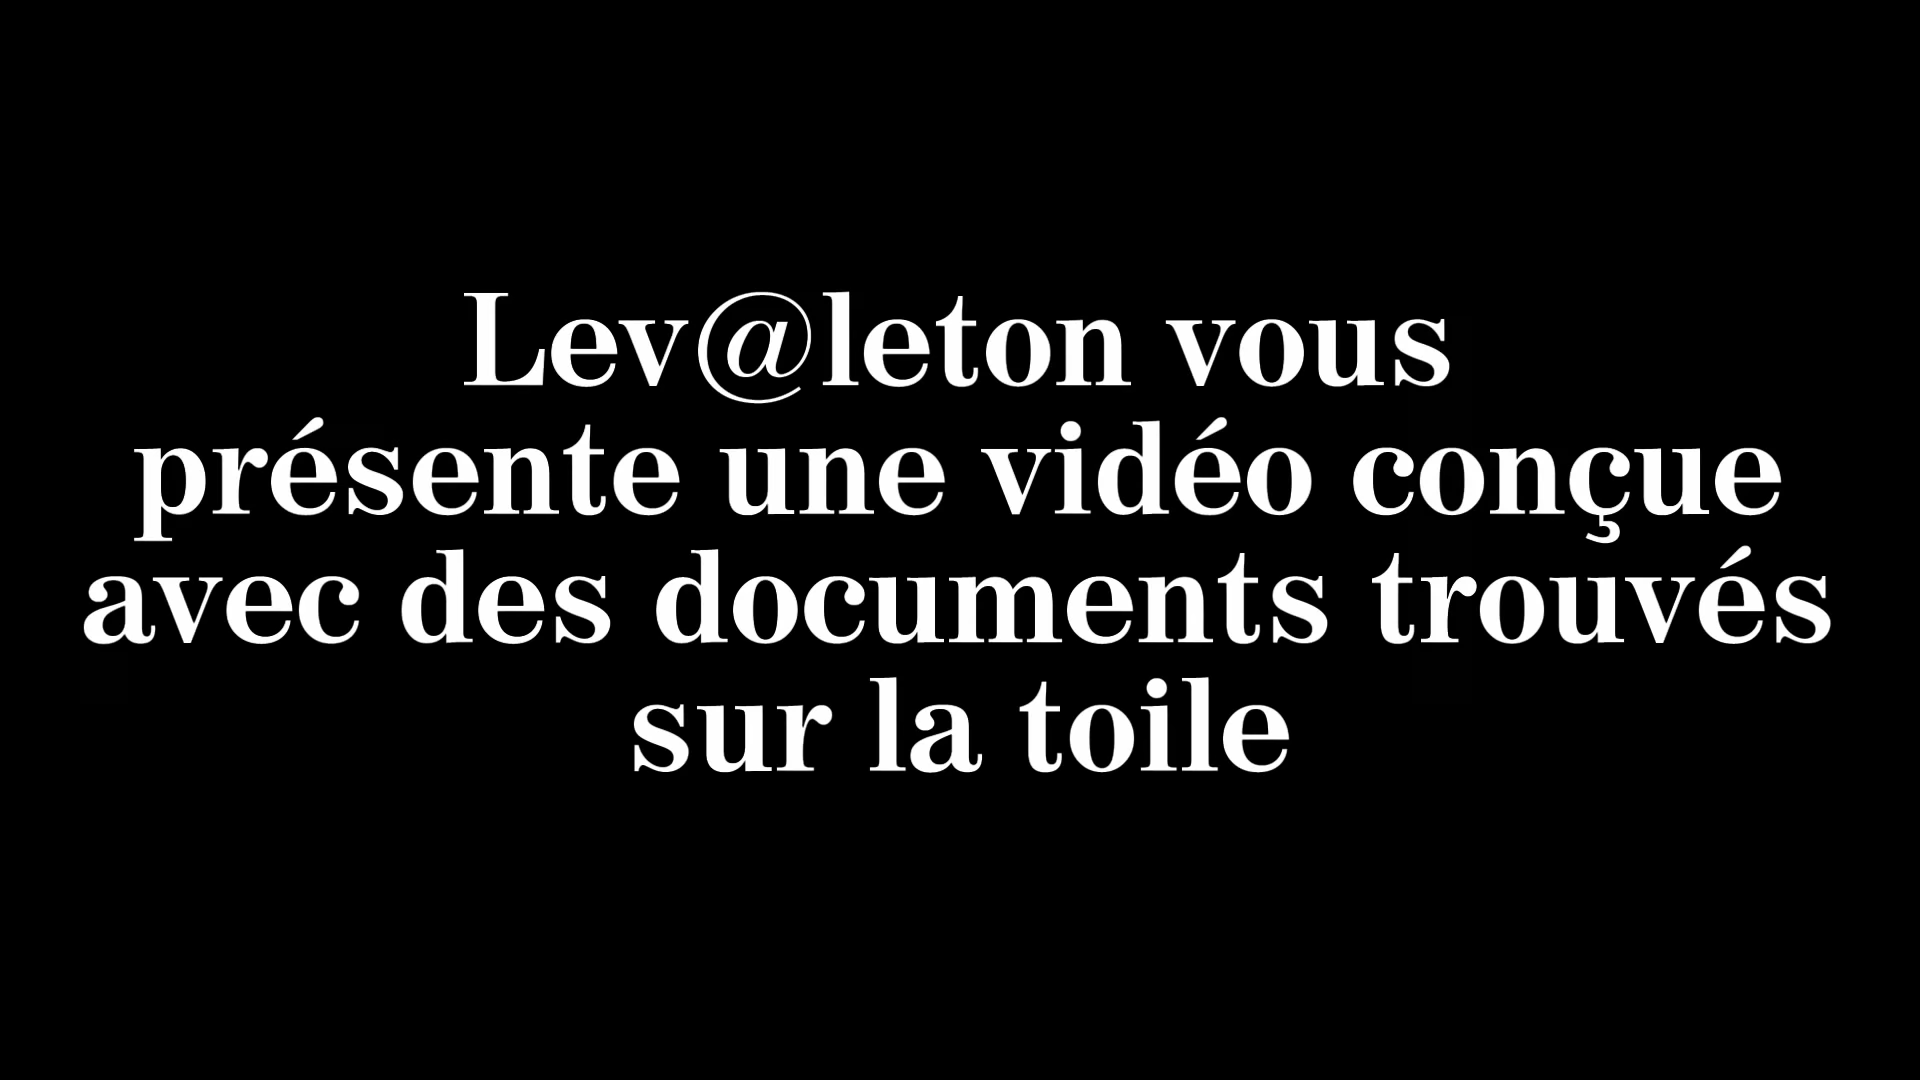 Lev@leton vous
présente une vidéo conçue
avec des documents trouvés
sur la toile